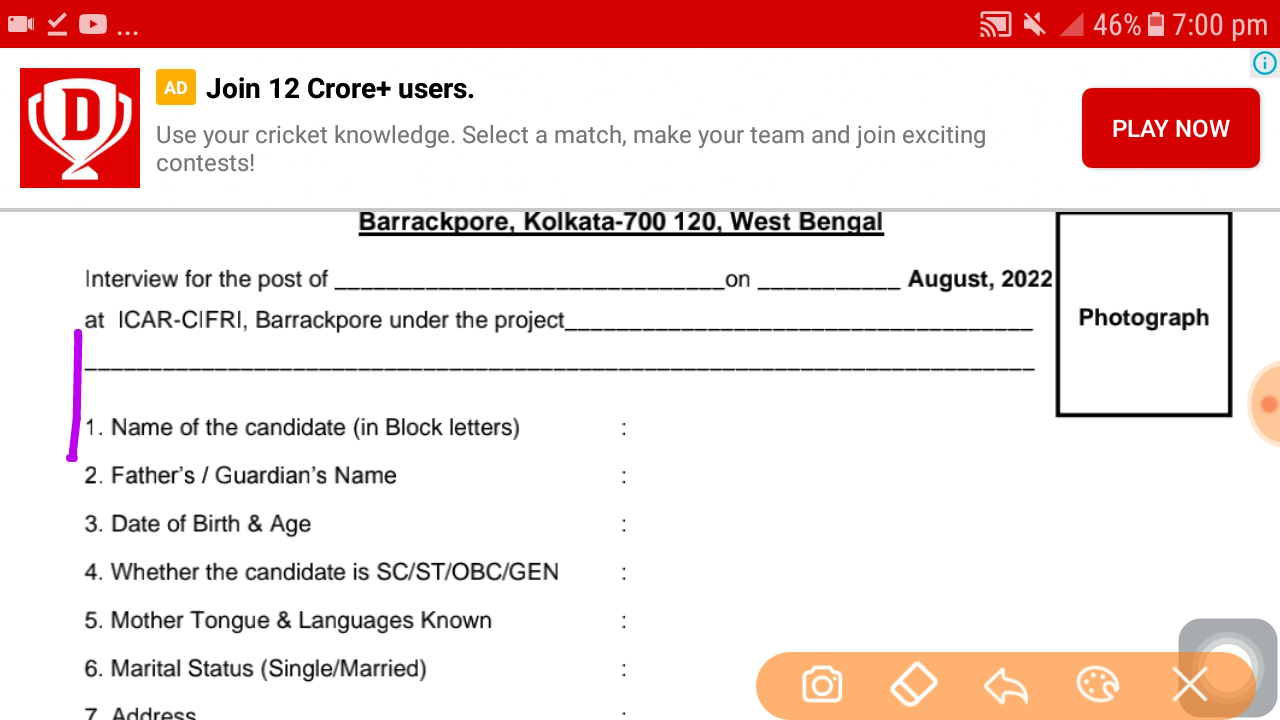 ... 46% 7:00 pm
D
AD Join 12 Crore+ users.
Use your cricket knowledge. Select a match, make your team and join exciting
contests!
PLAY NOW
Barrackpore, Kolkata-700 120, West Bengal
Interview for the post of ______________________________on ___________ August, 2022
at ICAR-CIFRI, Barrackpore under the project____________________________________
_________________________________________________________________________
Photograph
1. Name of the candidate (in Block letters) :
2. Father's / Guardian's Name :
3. Date of Birth & Age :
4. Whether the candidate is SC/ST/OBC/GEN :
5. Mother Tongue & Languages Known :
6. Marital Status (Single/Married) :
7. Address :